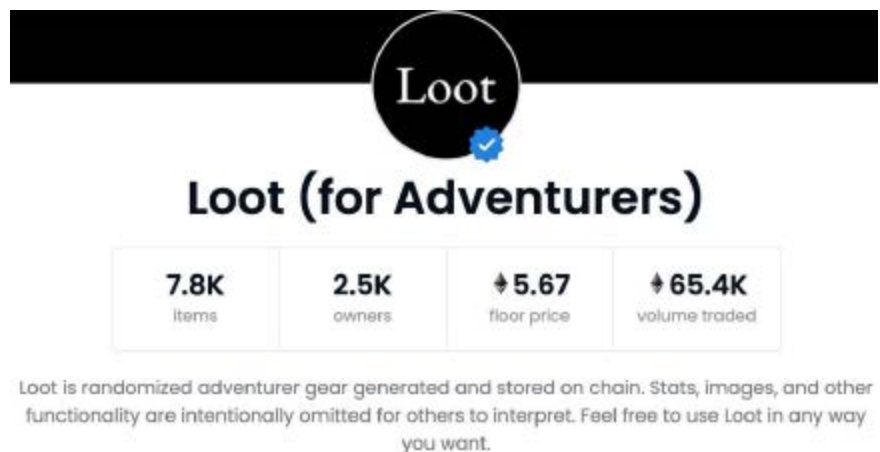 Loot
Loot (for Adventurers)
7.8K
items
2.5K
owners
5.67
floor price
65.4K
volume traded
Loot is randomized adventurer gear generated and stored on chain. Stats, images, and other
functionality are intentionally omitted for others to interpret. Feel free to use Loot in any way
you want.